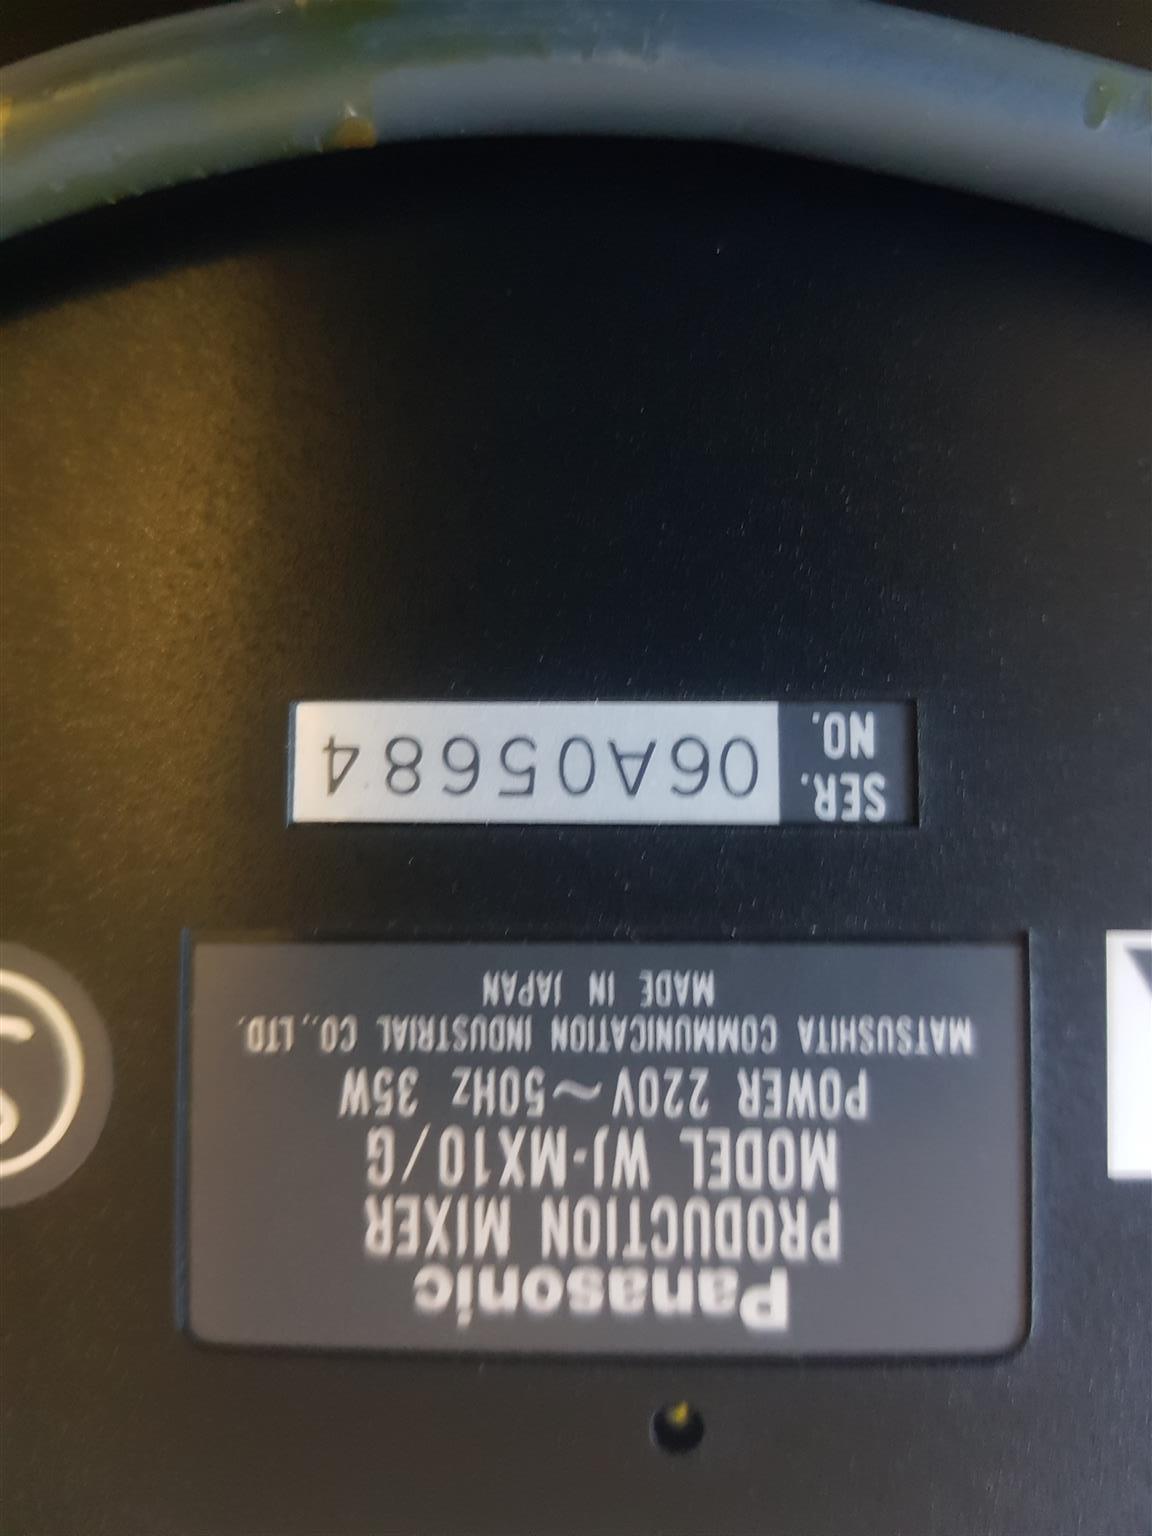 Panasonic
PRODUCTION MIXER
MODEL WJ-MX10/G
POWER 220V~50Hz 35W
MATSUSHITA COMMUNICATION INDUSTRIAL CO., LTD.
MADE IN JAPAN
SER. NO. 06A05684